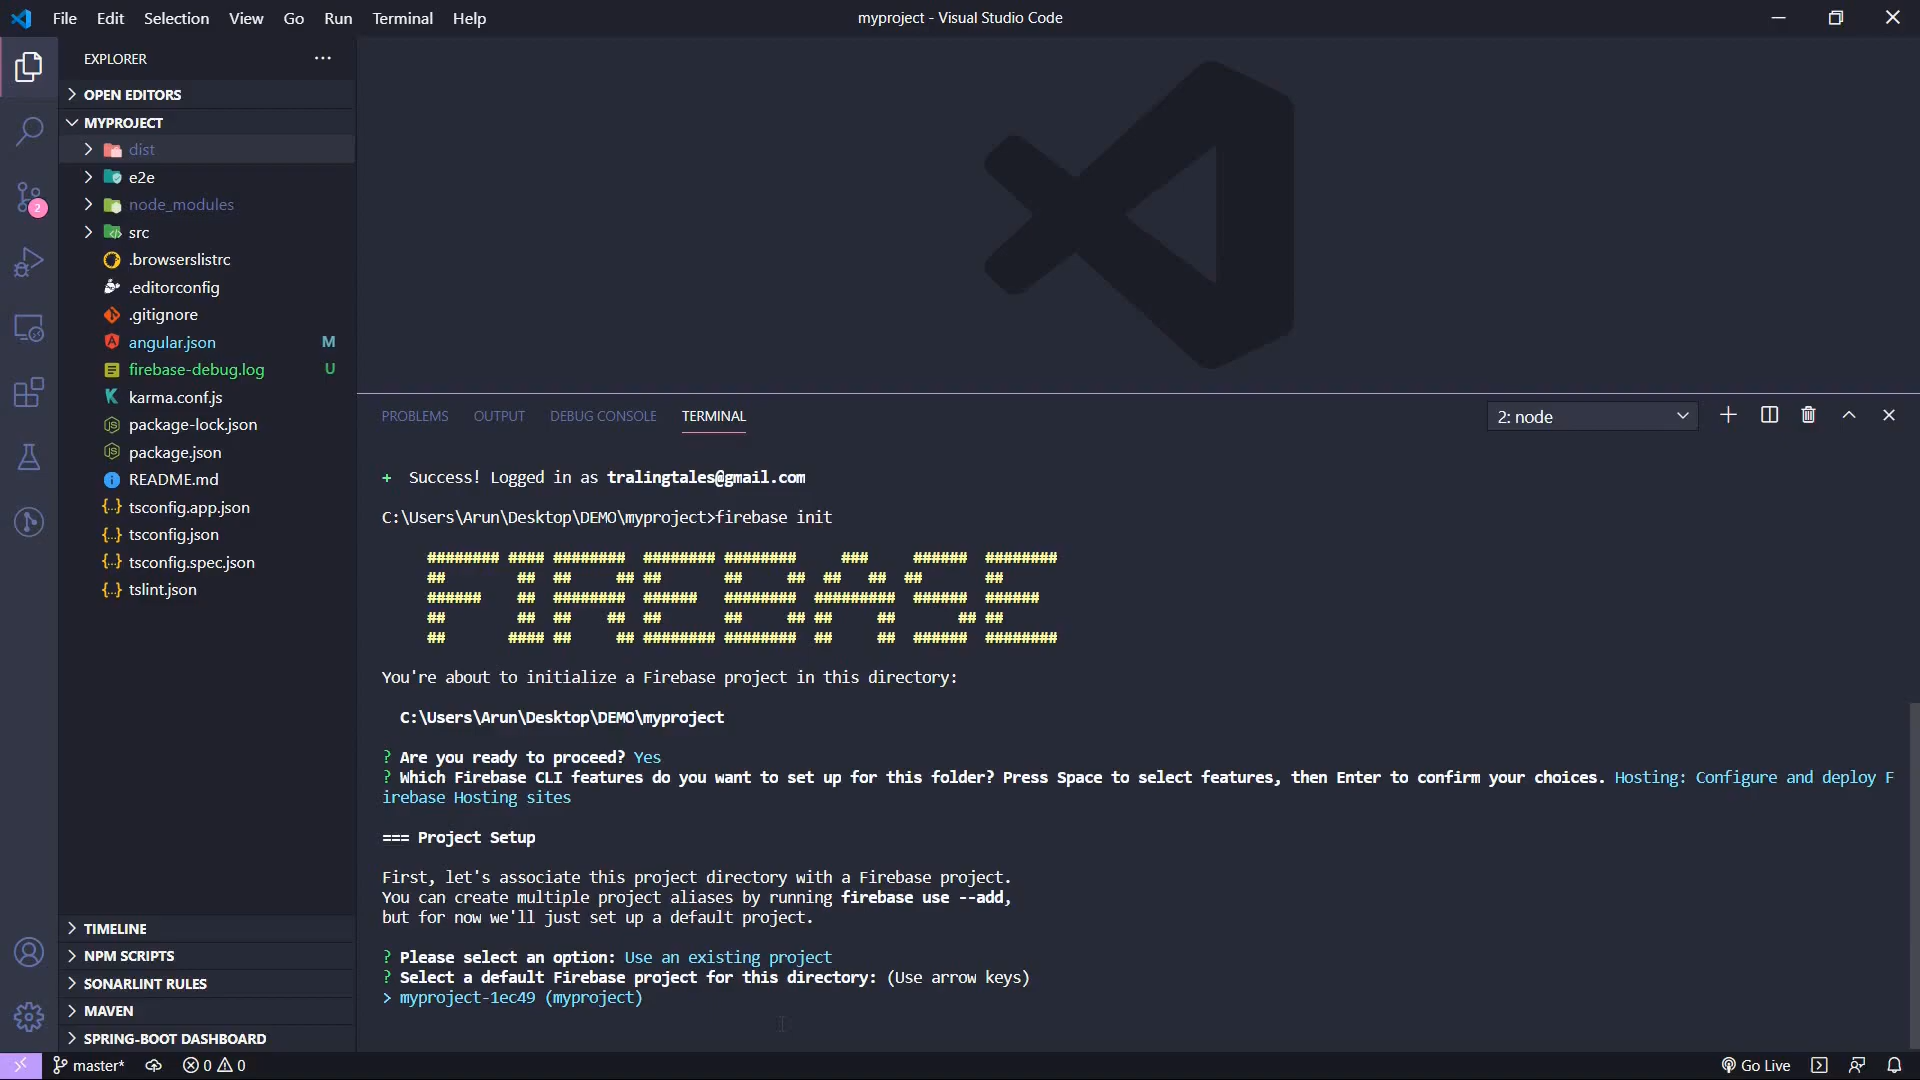 File Edit Selection View Go Run Terminal Help
myproject - Visual Studio Code
EXPLORER
OPEN EDITORS
MYPROJECT
dist
e2e
node_modules
src
.browserslistrc
.editorconfig
.gitignore
angular.json M
firebase-debug.log U
karma.conf.js
package-lock.json
package.json
README.md
tsconfig.app.json
tsconfig.json
tsconfig.spec.json
tslint.json
TIMELINE
NPM SCRIPTS
SONARLINT RULES
MAVEN
SPRING-BOOT DASHBOARD
2
PROBLEMS OUTPUT DEBUG CONSOLE TERMINAL
2: node
+ Success! Logged in as tralingtales@gmail.com
C:\Users\Arun\Desktop\DEMO\myproject>firebase init
######## #### ######## ######## ######## ### ###### ########
## ## ## ## ## ## ## ## ## ## ##
###### ## ######## ###### ######## ######### ###### ######
## ## ## ## ## ## ## ## ## ## ##
## #### ## ## ######## ######## ## ## ###### ########
You're about to initialize a Firebase project in this directory:
C:\Users\Arun\Desktop\DEMO\myproject
? Are you ready to proceed? Yes
? Which Firebase CLI features do you want to set up for this folder? Press Space to select features, then Enter to confirm your choices. Hosting: Configure and deploy F
irebase Hosting sites
=== Project Setup
First, let's associate this project directory with a Firebase project.
You can create multiple project aliases by running firebase use --add,
but for now we'll just set up a default project.
? Please select an option: Use an existing project
? Select a default Firebase project for this directory: (Use arrow keys)
> myproject-1ec49 (myproject)
master* 0 0
Go Live